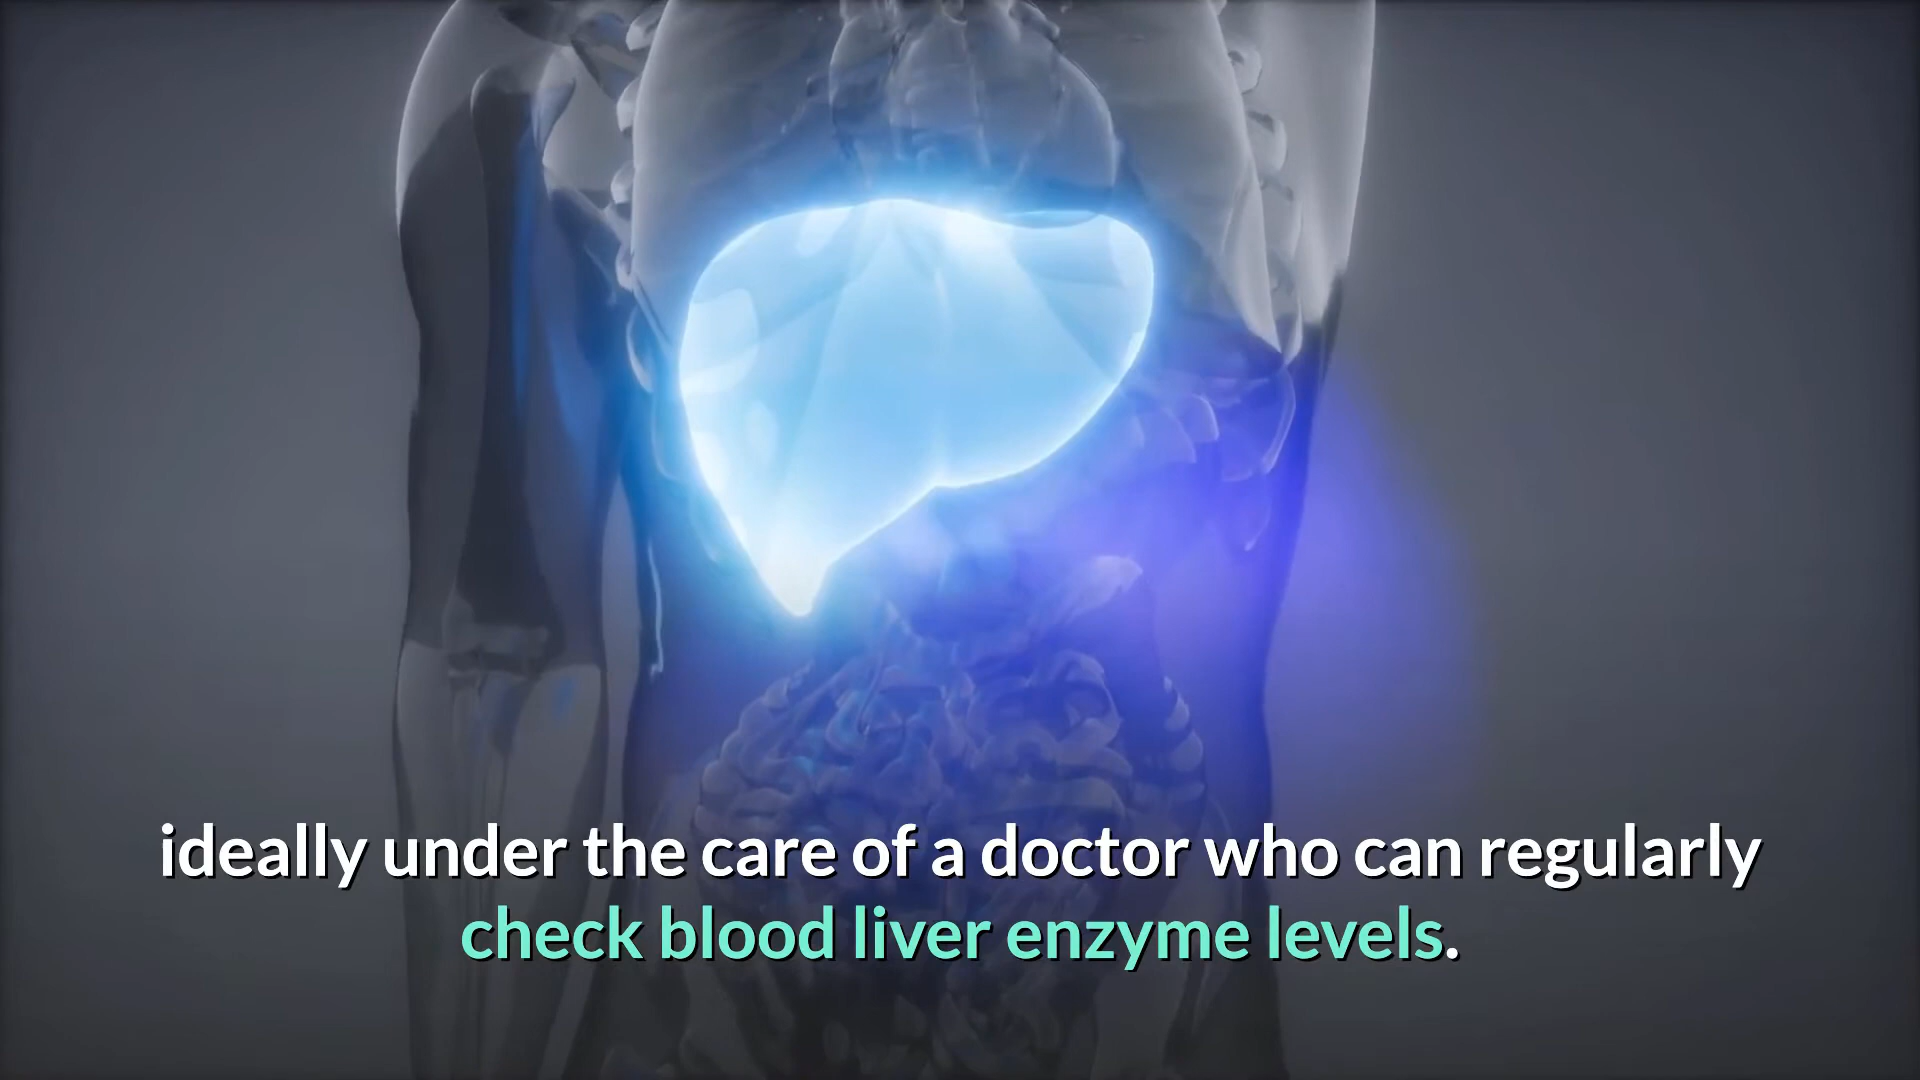 ideally under the care of a doctor who can regularly
check blood liver enzyme levels.